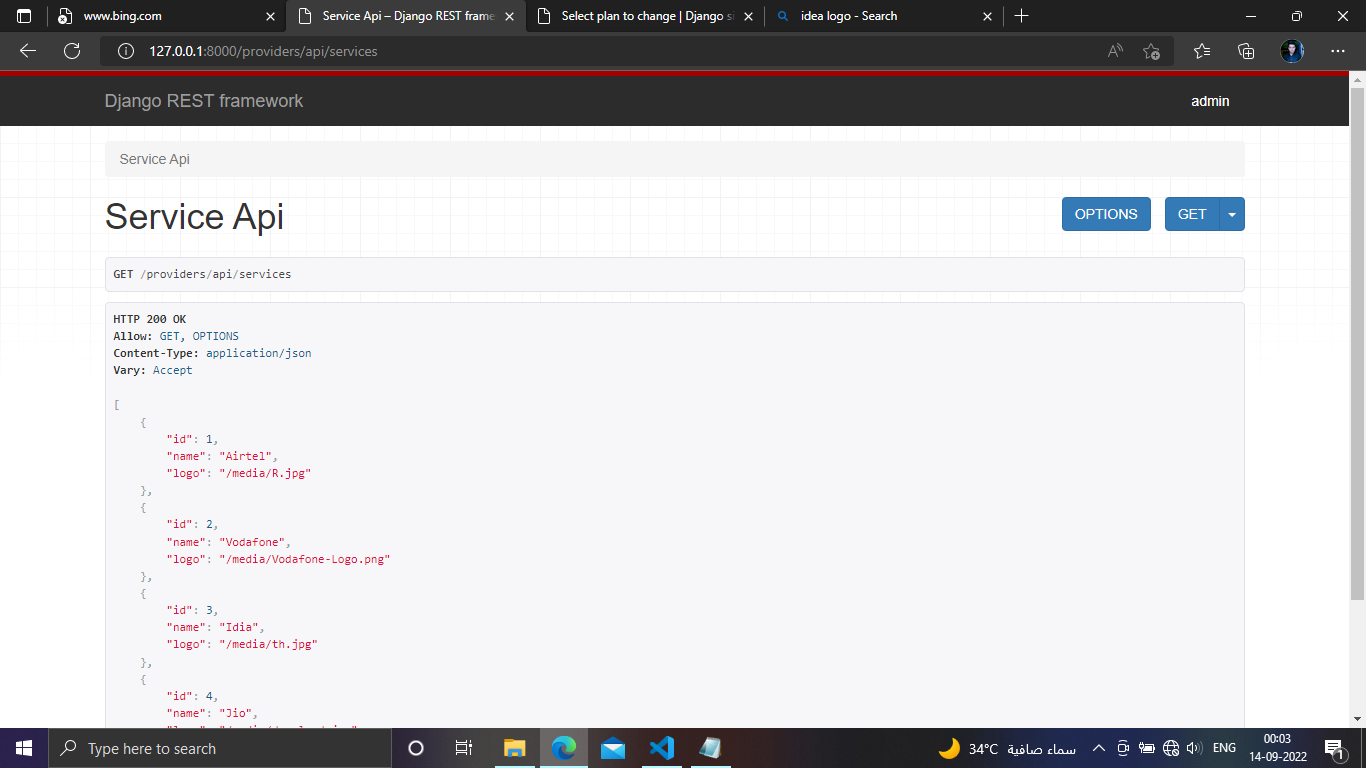 www.bing.com
Service Api – Django REST frame
Select plan to change | Django si
idea logo - Search
127.0.0.1:8000/providers/api/services
Django REST framework
admin
Service Api
Service Api
OPTIONS
GET
GET /providers/api/services
HTTP 200 OK
Allow: GET, OPTIONS
Content-Type: application/json
Vary: Accept
[
{
"id": 1,
"name": "Airtel",
"logo": "/media/R.jpg"
},
{
"id": 2,
"name": "Vodafone",
"logo": "/media/Vodafone-Logo.png"
},
{
"id": 3,
"name": "Idia",
"logo": "/media/th.jpg"
},
{
"id": 4,
"name": "Jio",
Type here to search
34°C سماء صافية
ENG
00:03
14-09-2022
1